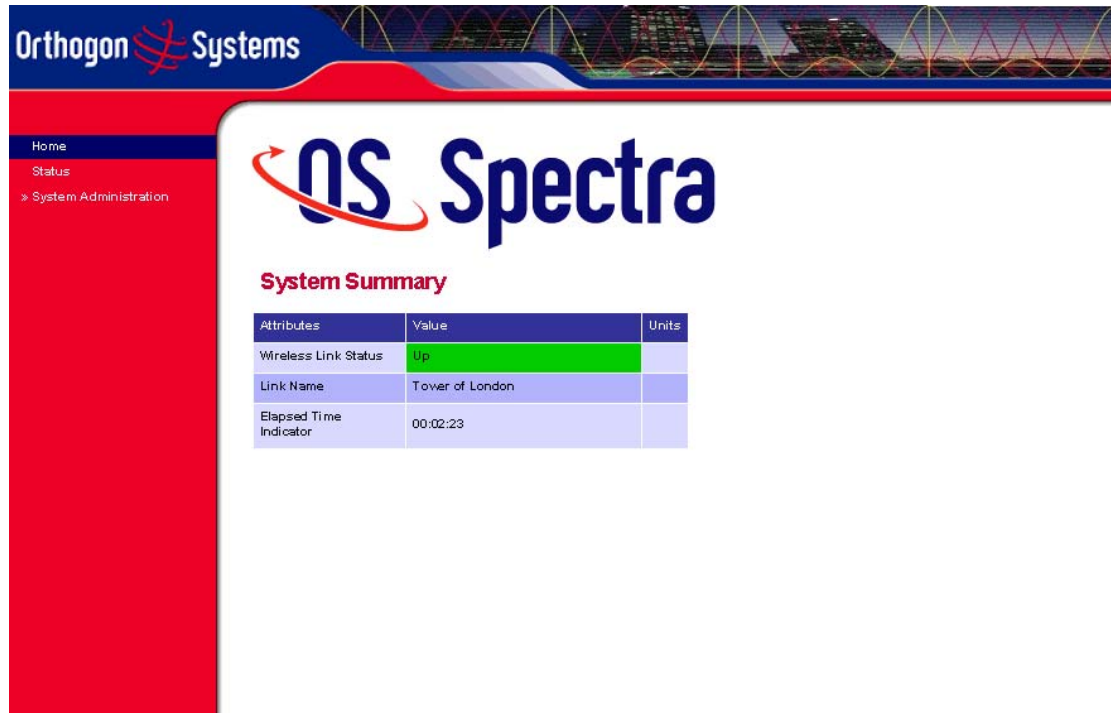 Orthogon Systems
Home
Status
» System Administration
OS Spectra
System Summary
Attributes Value Units
Wireless Link Status Up
Link Name Tower of London
Elapsed Time
Indicator 00:02:23